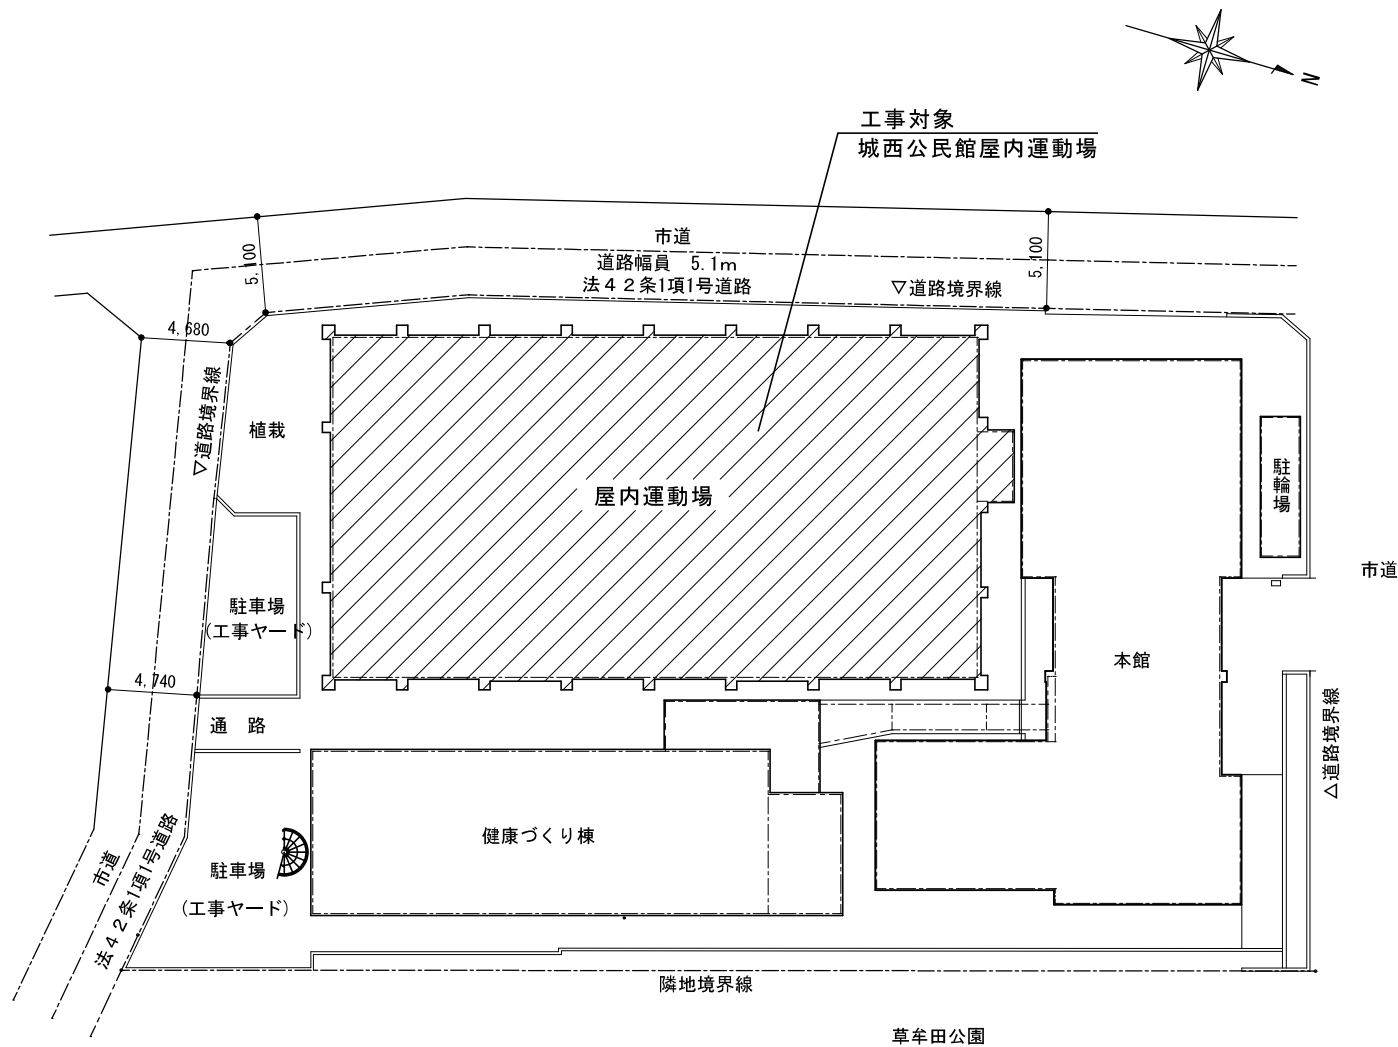 N
工事対象
城西公民館屋内運動場
市道
道路幅員 5.1m
法42条1項1号道路
▽道路境界線
5,100
5,100
4,680
▽道路境界線
植栽
屋内運動場
駐輪場
市道
駐車場
(工事ヤード)
本館
4,740
通 路
△道路境界線
健康づくり棟
市道
法42条1項1号道路
駐車場
(工事ヤード)
隣地境界線
草牟田公園